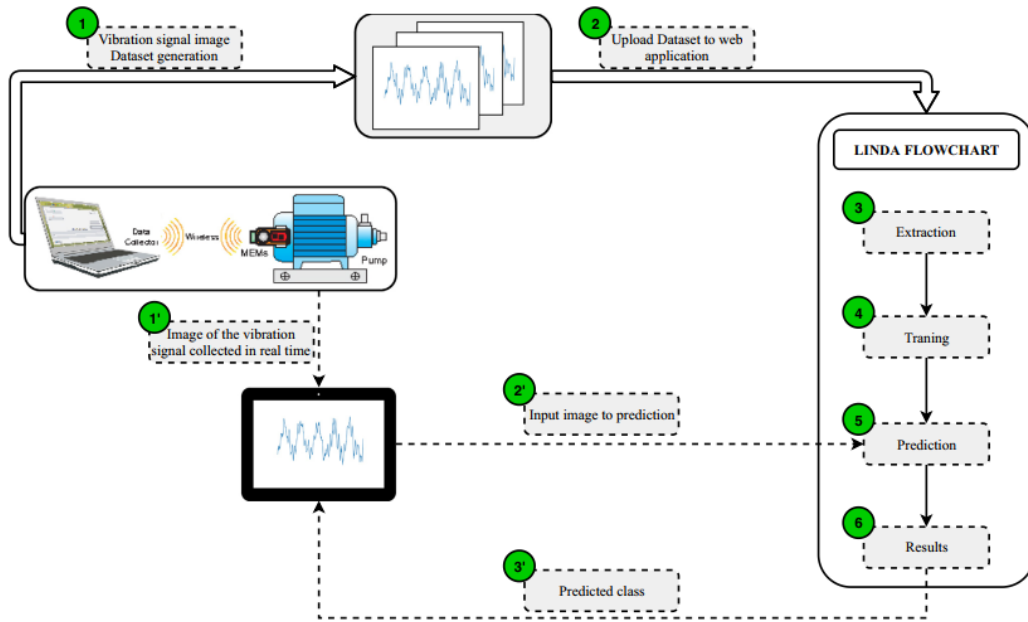 1
Vibration signal image
Dataset generation
2
Upload Dataset to web
application
LINDA FLOWCHART
3
Extraction
4
Traning
5
Prediction
6
Results
Data
Collector
Wireless
MEMs
Pump
1'
Image of the vibration
signal collected in real time
2'
Input image to prediction
3'
Predicted class